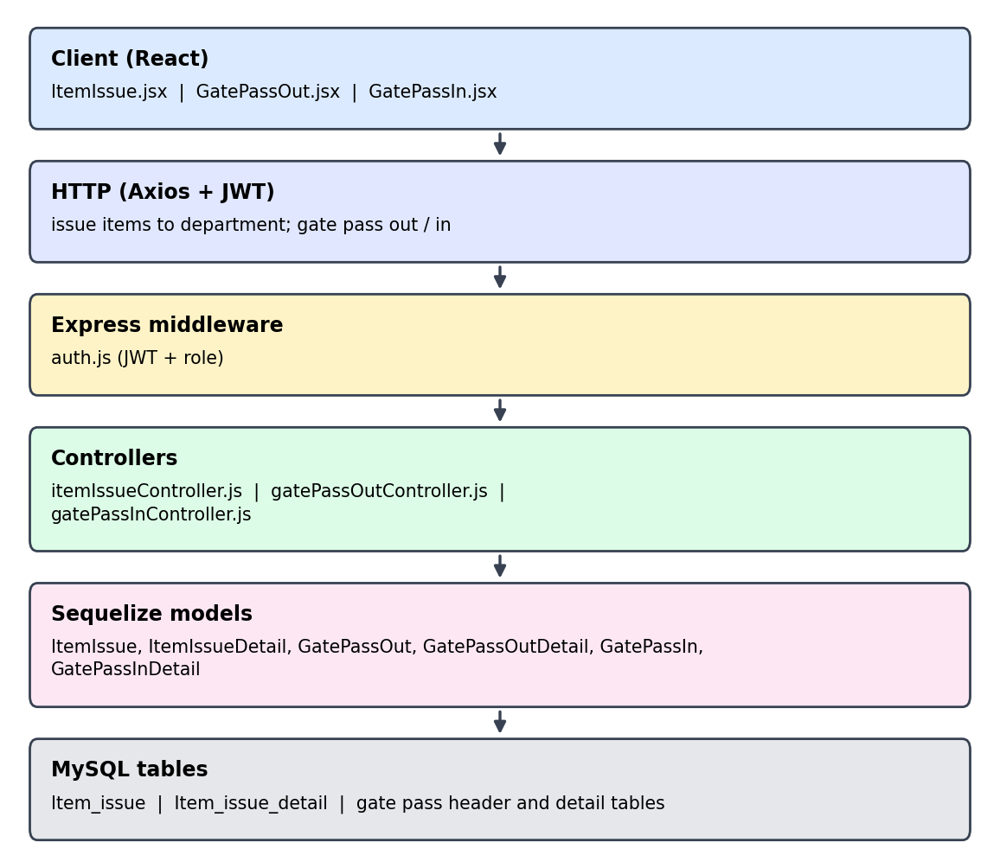 Client (React)
ItemIssue.jsx | GatePassOut.jsx | GatePassIn.jsx
HTTP (Axios + JWT)
issue items to department; gate pass out / in
Express middleware
auth.js (JWT + role)
Controllers
itemIssueController.js | gatePassOutController.js |
gatePassInController.js
Sequelize models
ItemIssue, ItemIssueDetail, GatePassOut, GatePassOutDetail, GatePassIn,
GatePassInDetail
MySQL tables
Item_issue | Item_issue_detail | gate pass header and detail tables